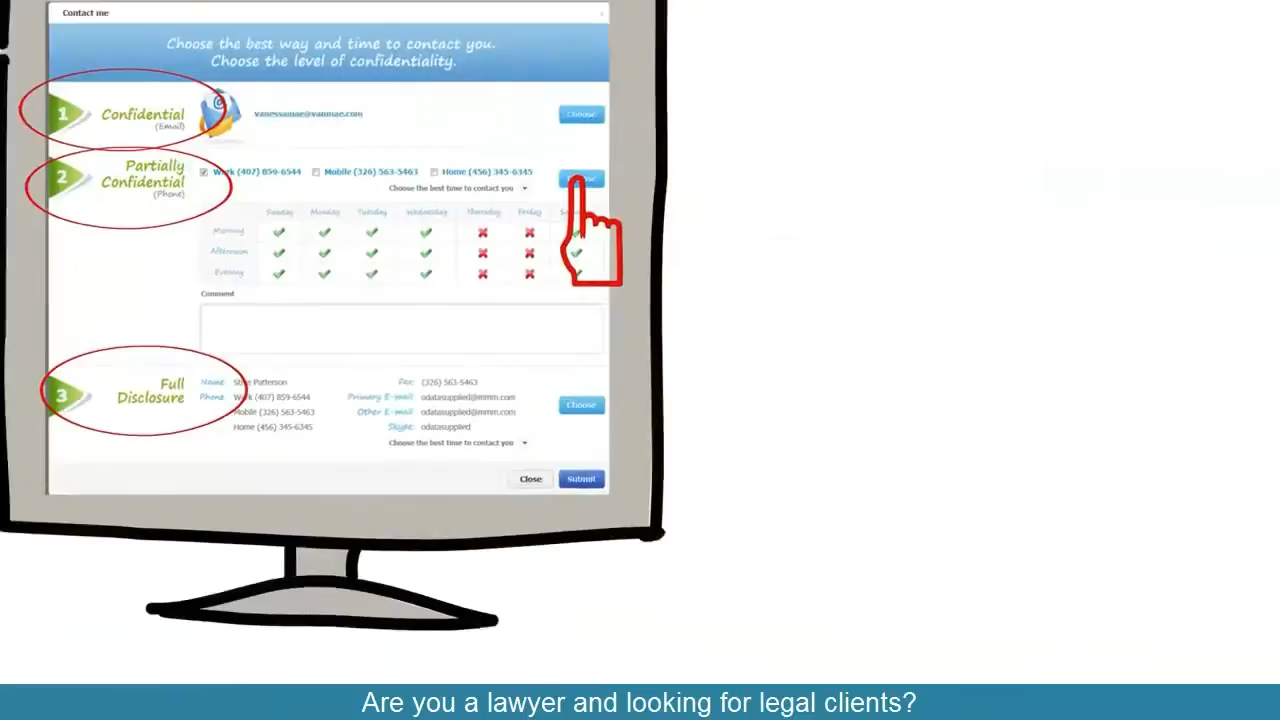 Contact me
Choose the best way and time to contact you.
Choose the level of confidentiality.
1 Confidential
(Email)
vanessamae@vanmae.com
Choose
2 Partially Confidential
(Phone)
Work (407) 859-6544 Mobile (326) 563-5463 Home (456) 345-6345
Choose the best time to contact you
Sunday Monday Tuesday Wednesday Thursday Friday
Morning
Afternoon
Evening
Comment
3 Full Disclosure
Name Patterson Fax: (326) 563-5463
Phone Work (407) 859-6544 Primary E-mail: odatasupplied@mmm.com
Mobile (326) 563-5463 Other E-mail: odatasupplied@mmm.com
Home (456) 345-6345 Skype: odatasupplied
Choose
Choose the best time to contact you
Close Submit
Are you a lawyer and looking for legal clients?